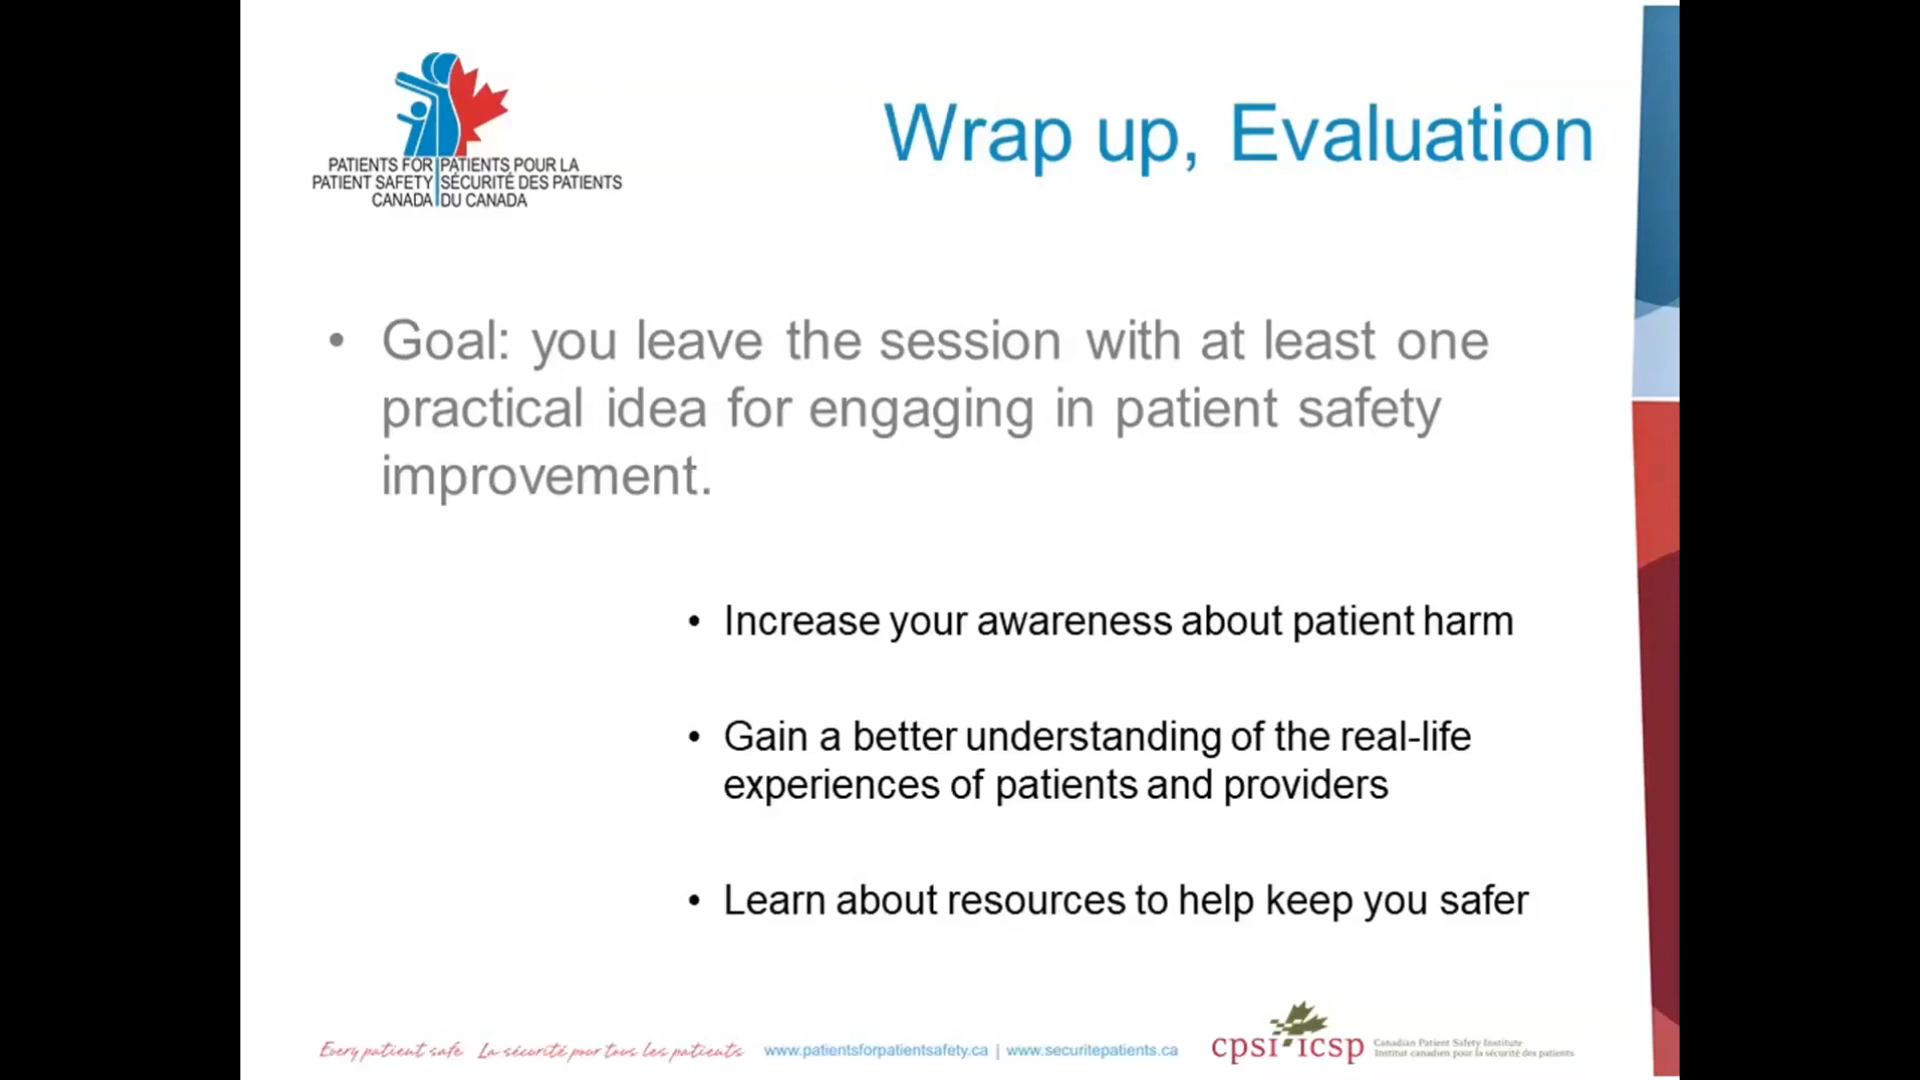 PATIENTS FOR PATIENTS POUR LA
PATIENT SAFETY SÉCURITÉ DES PATIENTS
CANADA DU CANADA
Wrap up, Evaluation
• Goal: you leave the session with at least one
practical idea for engaging in patient safety
improvement.
• Increase your awareness about patient harm
• Gain a better understanding of the real-life
experiences of patients and providers
• Learn about resources to help keep you safer
Every patient safe La sécurité pour tous les patients www.patientsforpatientsafety.ca | www.securitepatients.ca
cpsi icsp
Canadian Patient Safety Institute
Institut canadien pour la sécurité des patients